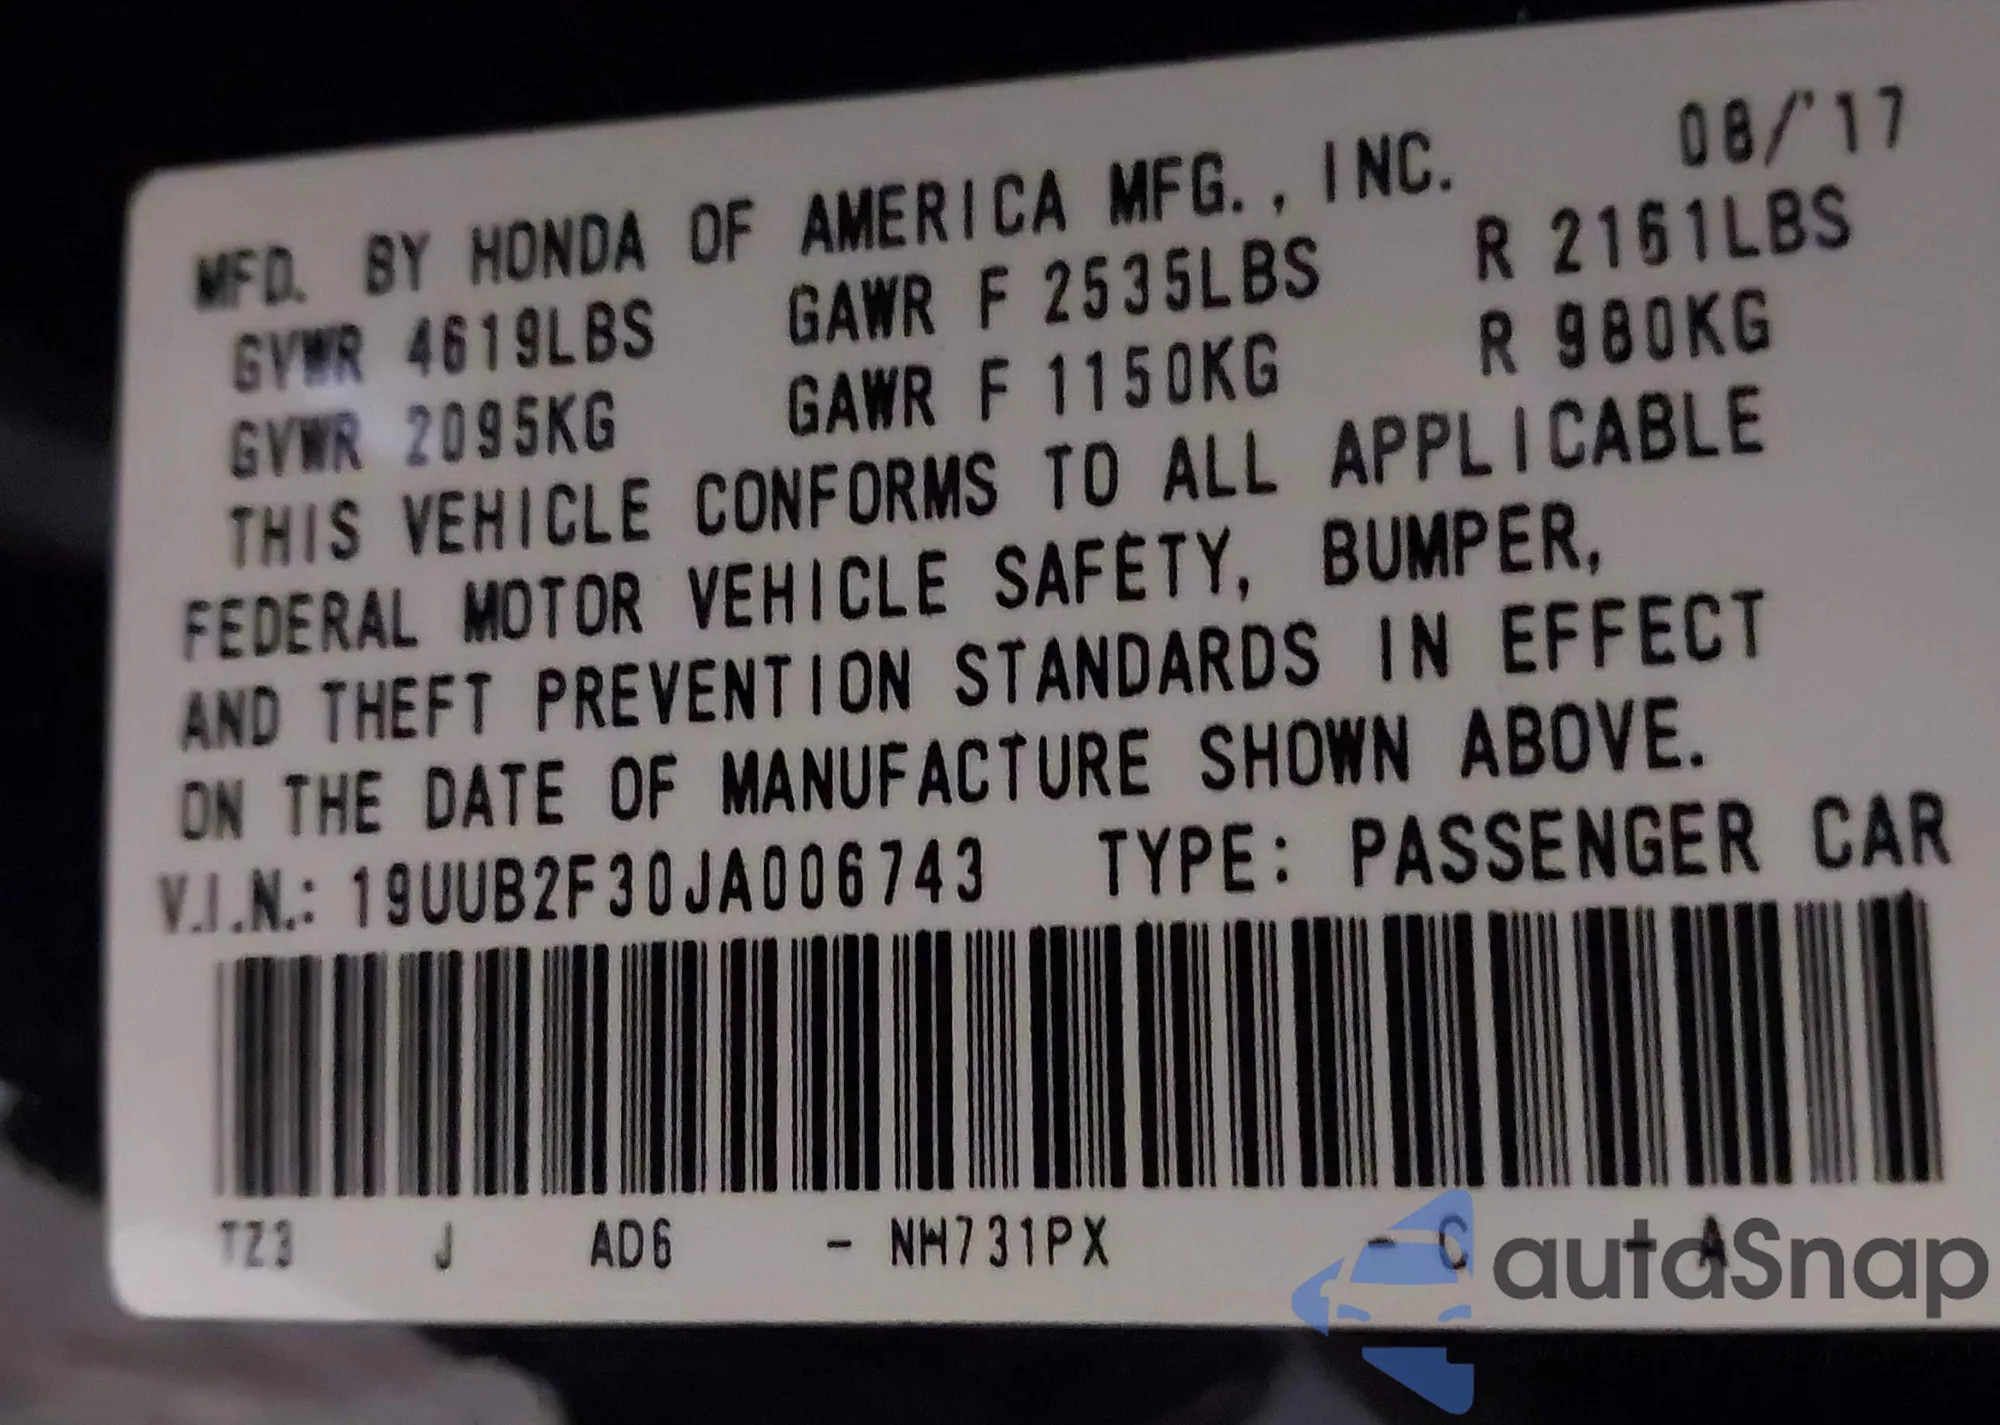 08/'17
MFD. BY HONDA OF AMERICA MFG., INC.
GVWR 4619LBS GAWR F 2535LBS R 2161LBS
GVWR 2095KG GAWR F 1150KG R 980KG
THIS VEHICLE CONFORMS TO ALL APPLICABLE
FEDERAL MOTOR VEHICLE SAFETY, BUMPER,
AND THEFT PREVENTION STANDARDS IN EFFECT
ON THE DATE OF MANUFACTURE SHOWN ABOVE.
V.I.N.: 19UUB2F30JA006743 TYPE: PASSENGER CAR
TZ3 J AD6 - NH731PX - C - A
autoSnap